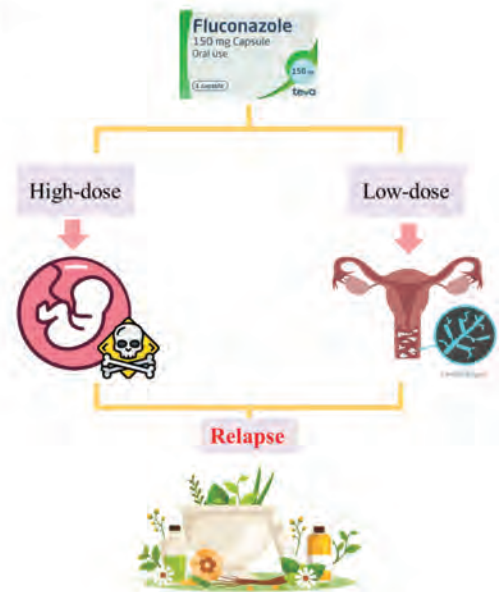 Fluconazole
150 mg Capsule
Oral use
150 mg
1 capsule
teva
High-dose
Low-dose
Relapse